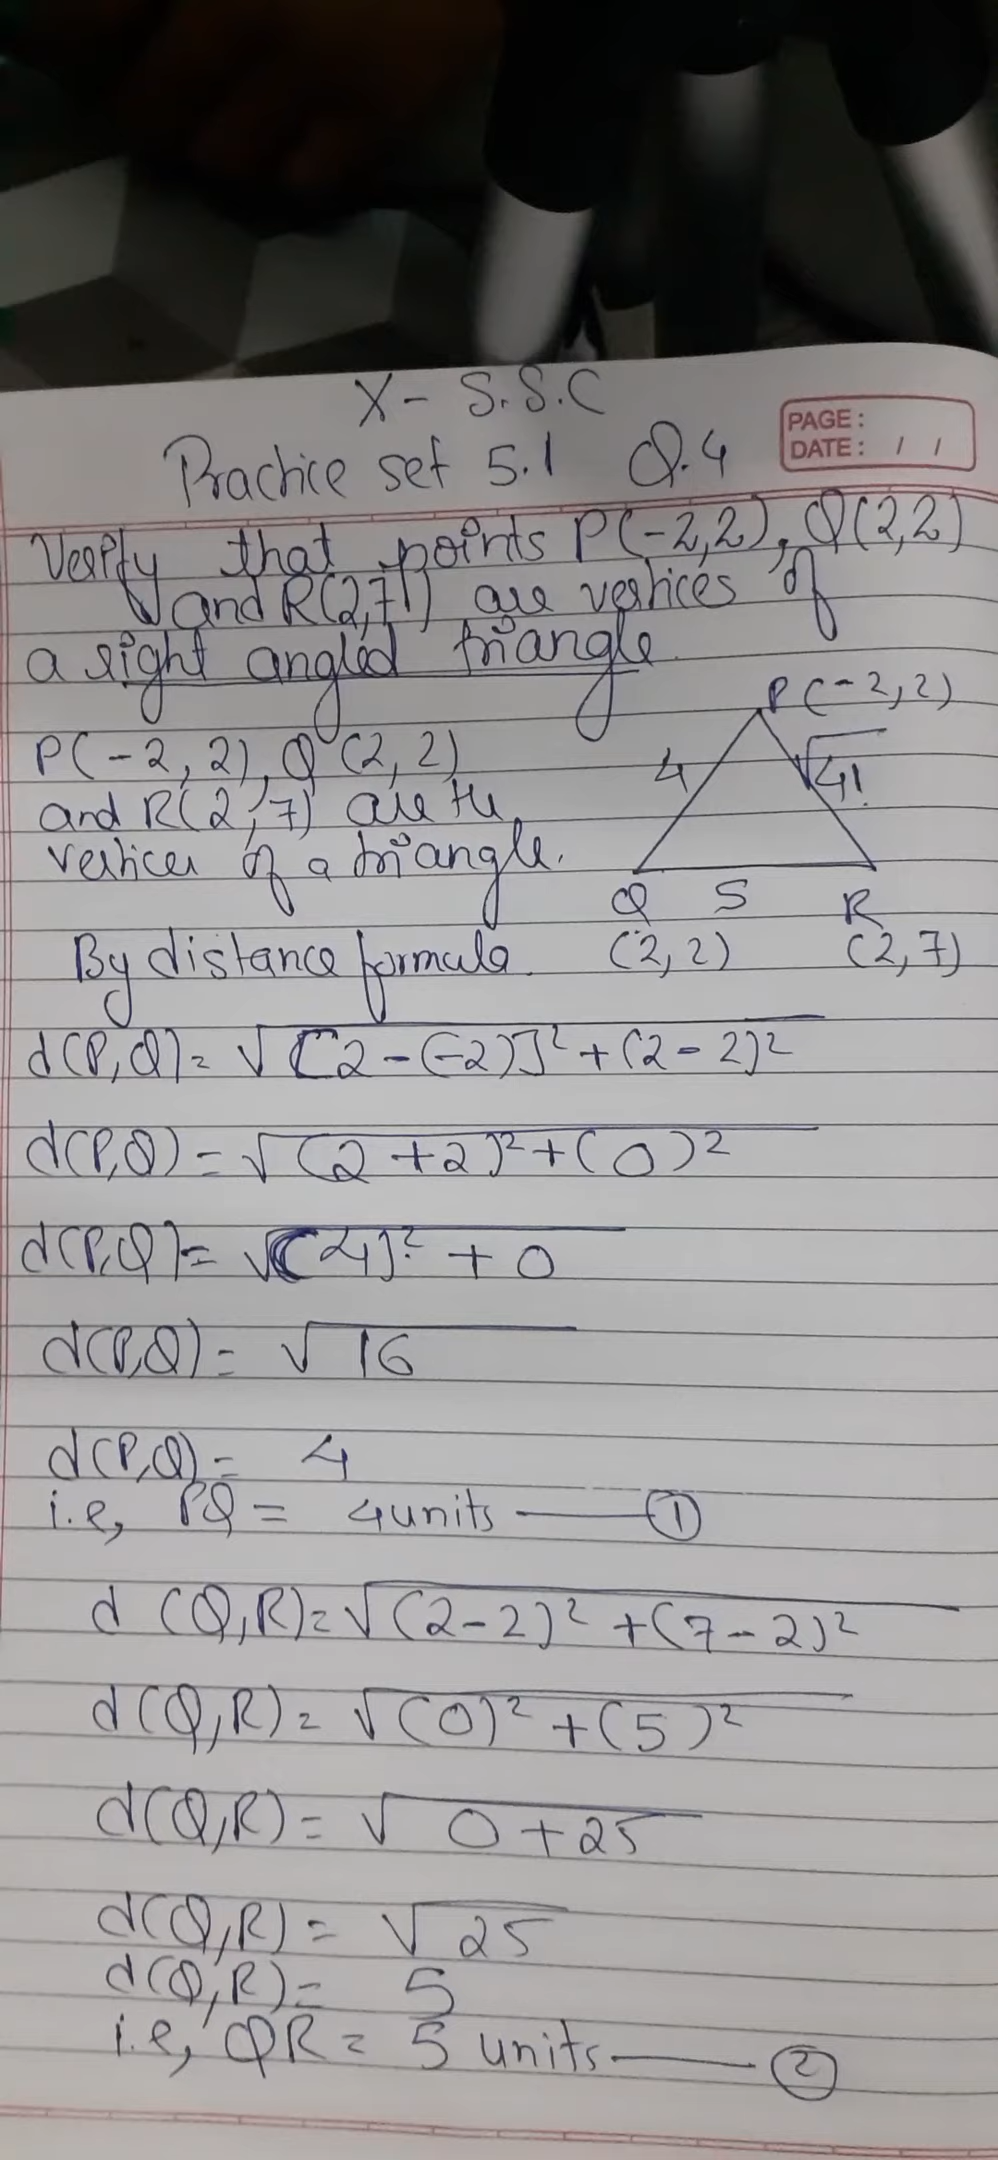 X- S.S.C
PAGE:
DATE: / /
Practice set 5.1 Q.4
Verify that points P(-2,2), Q(2,2)
and R(2,7) are vertices of
a right angled triangle.
P(-2,2)
P(-2, 2), Q (2, 2)
4 √41
and R(2,7) are the
vertices of a triangle.
Q 5 R
By distance formula (2,2) (2,7)
d(P,Q)= √[2-(-2)]²+(2-2)²
d(P,Q)=√(2+2)²+(0)²
d(P,Q)= √(4)² + 0
d(P,Q)= √16
d(P,Q)= 4
i.e, PQ = 4units — ①
d (Q,R)=√(2-2)² +(7-2)²
d(Q,R)= √(0)² +(5)²
d(Q,R)= √0+25
d(Q,R)= √25
d(Q,R)= 5
i.e, QR= 5 units — ②